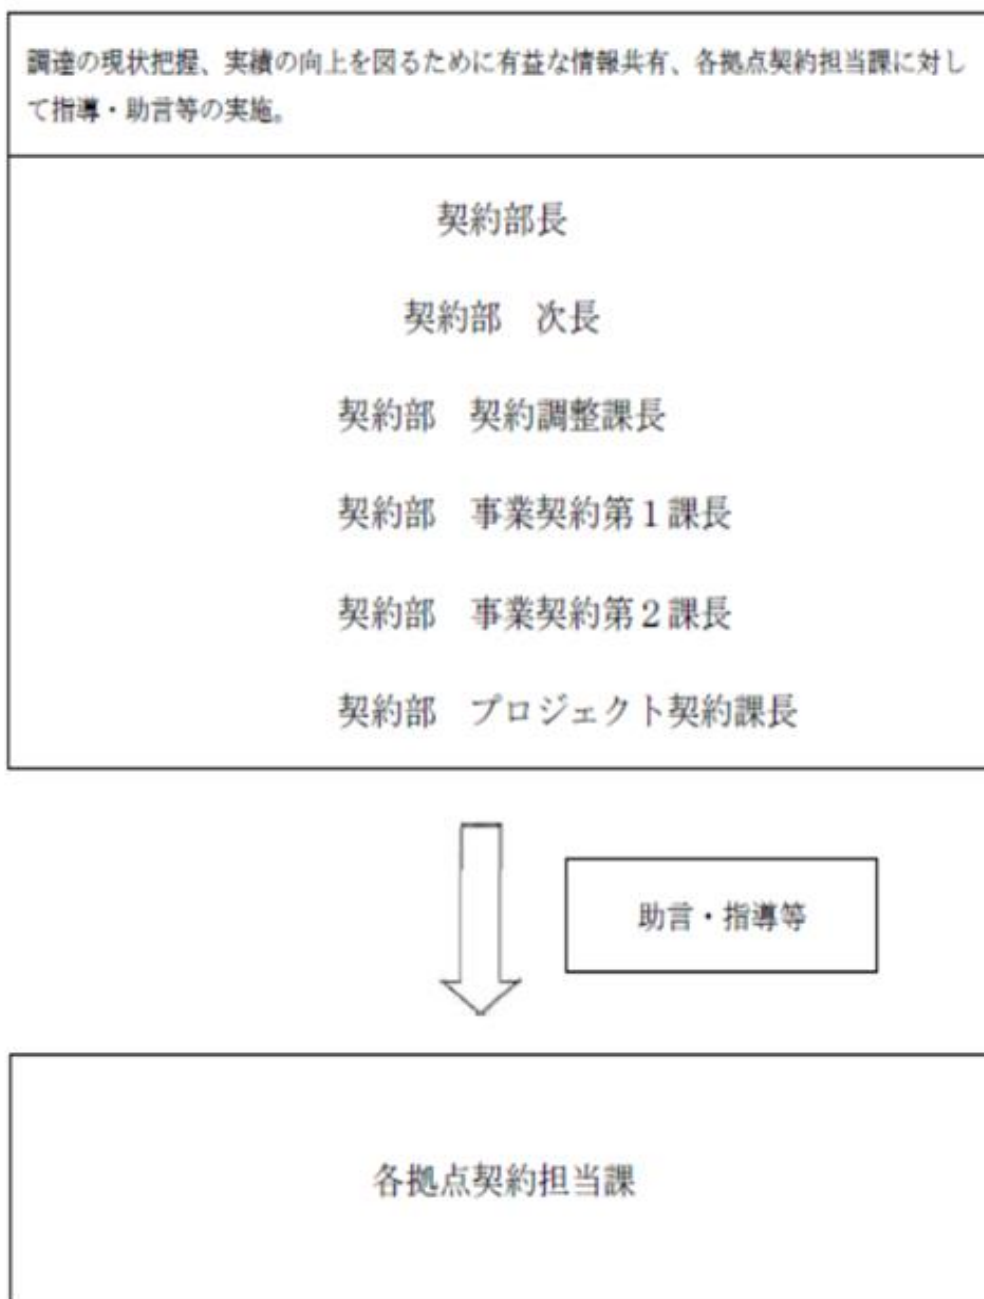 調達の現状把握、実績の向上を図るために有益な情報共有、各拠点契約担当課に対し
て指導・助言等の実施。
契約部長
契約部　次長
契約部　契約調整課長
契約部　事業契約第１課長
契約部　事業契約第２課長
契約部　プロジェクト契約課長
助言・指導等
各拠点契約担当課